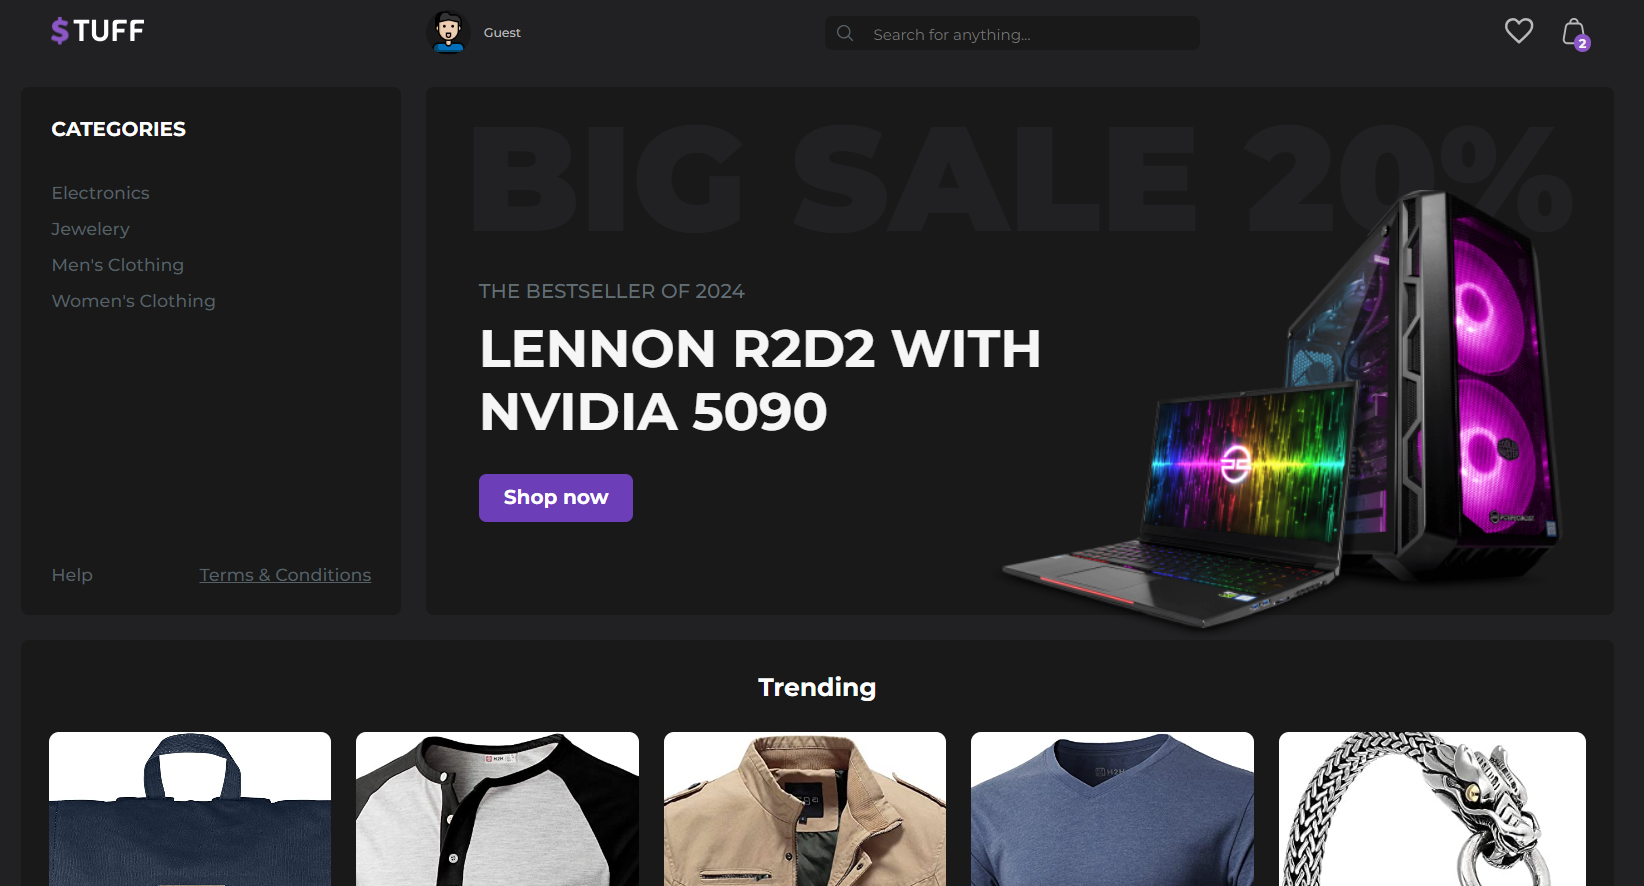 $TUFF
Guest
Search for anything...
2
CATEGORIES
Electronics
Jewelery
Men's Clothing
Women's Clothing
Help
Terms & Conditions
BIG SALE 20%
THE BESTSELLER OF 2024
LENNON R2D2 WITH
NVIDIA 5090
Shop now
Trending
H2H